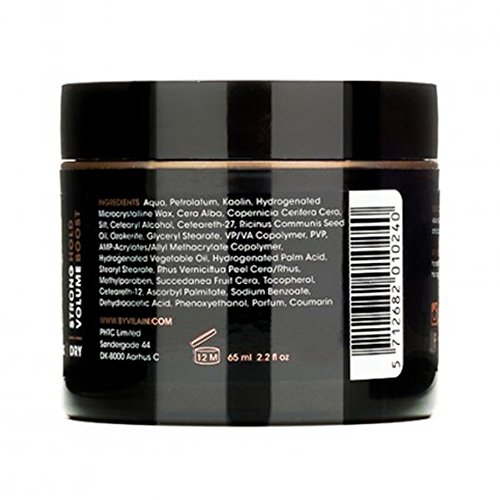 INGREDIENTS: Aqua, Petrolatum, Kaolin, Hydrogenated
Microcrystalline Wax, Cera Alba, Copernicia Cerifera Cera,
Silt, Cetearyl Alcohol, Ceteareth-27, Ricinus Communis Seed
Oil, Ozokerite, Glyceryl Stearate, VP/VA Copolymer, PVP,
AMP-Acrylates/Allyl Methacrylate Copolymer,
Hydrogenated Vegetable Oil, Hydrogenated Palm Acid,
Stearyl Stearate, Rhus Verniciflua Peel Cera/Rhus,
Methylparaben, Succedanea Fruit Cera, Tocopherol,
Ceteareth-12, Ascorbyl Palmitate, Sodium Benzoate,
Dehdroacetic Acid, Phenoxyethanol, Parfum, Coumarin
WWW.BYVILAIN.COM
PHTC Limited
Søndergade 44
DK-8000 Aarhus C
12 M
65 ml 2.2 fl oz
STRONG HOLD
VOLUME BOOST
DRY
5 712682 010240